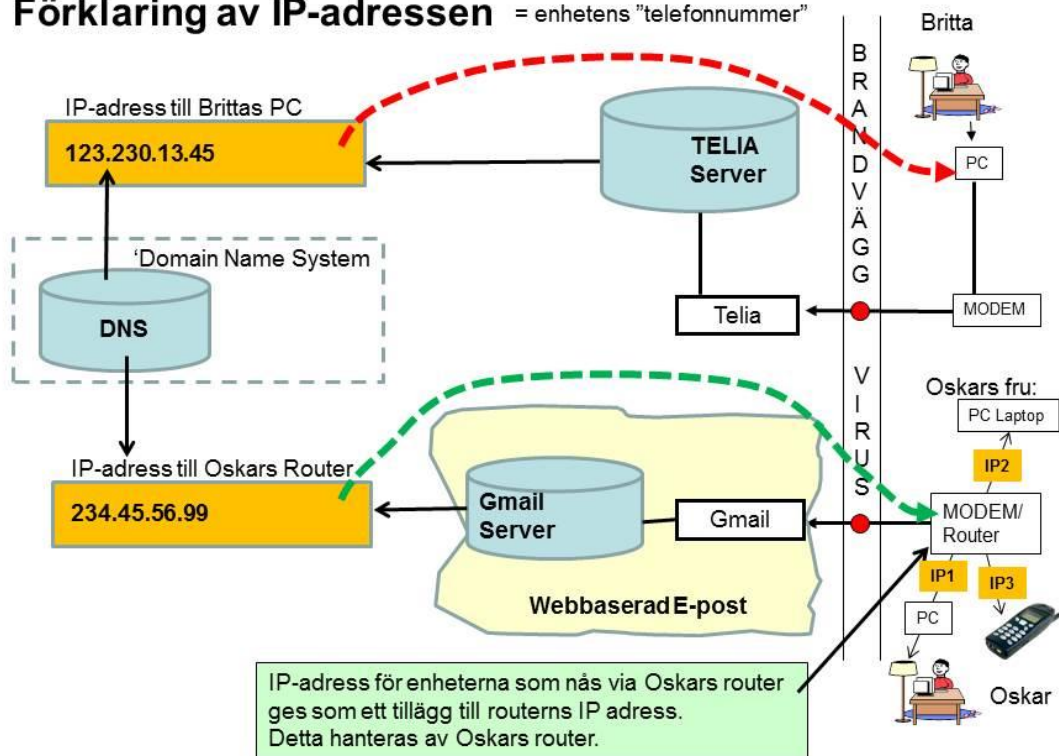 Förklaring av IP-adressen = enhetens ”telefonnummer”
Britta
BRANDVÄGG
IP-adress till Brittas PC
123.230.13.45
TELIA
Server
PC
‘Domain Name System
DNS
Telia
MODEM
VIRUS
Oskars fru:
PC Laptop
IP2
IP-adress till Oskars Router
234.45.56.99
Gmail
Server
Gmail
MODEM/
Router
IP1
IP3
Webbaserad E-post
PC
Oskar
IP-adress för enheterna som nås via Oskars router
ges som ett tillägg till routerns IP adress.
Detta hanteras av Oskars router.